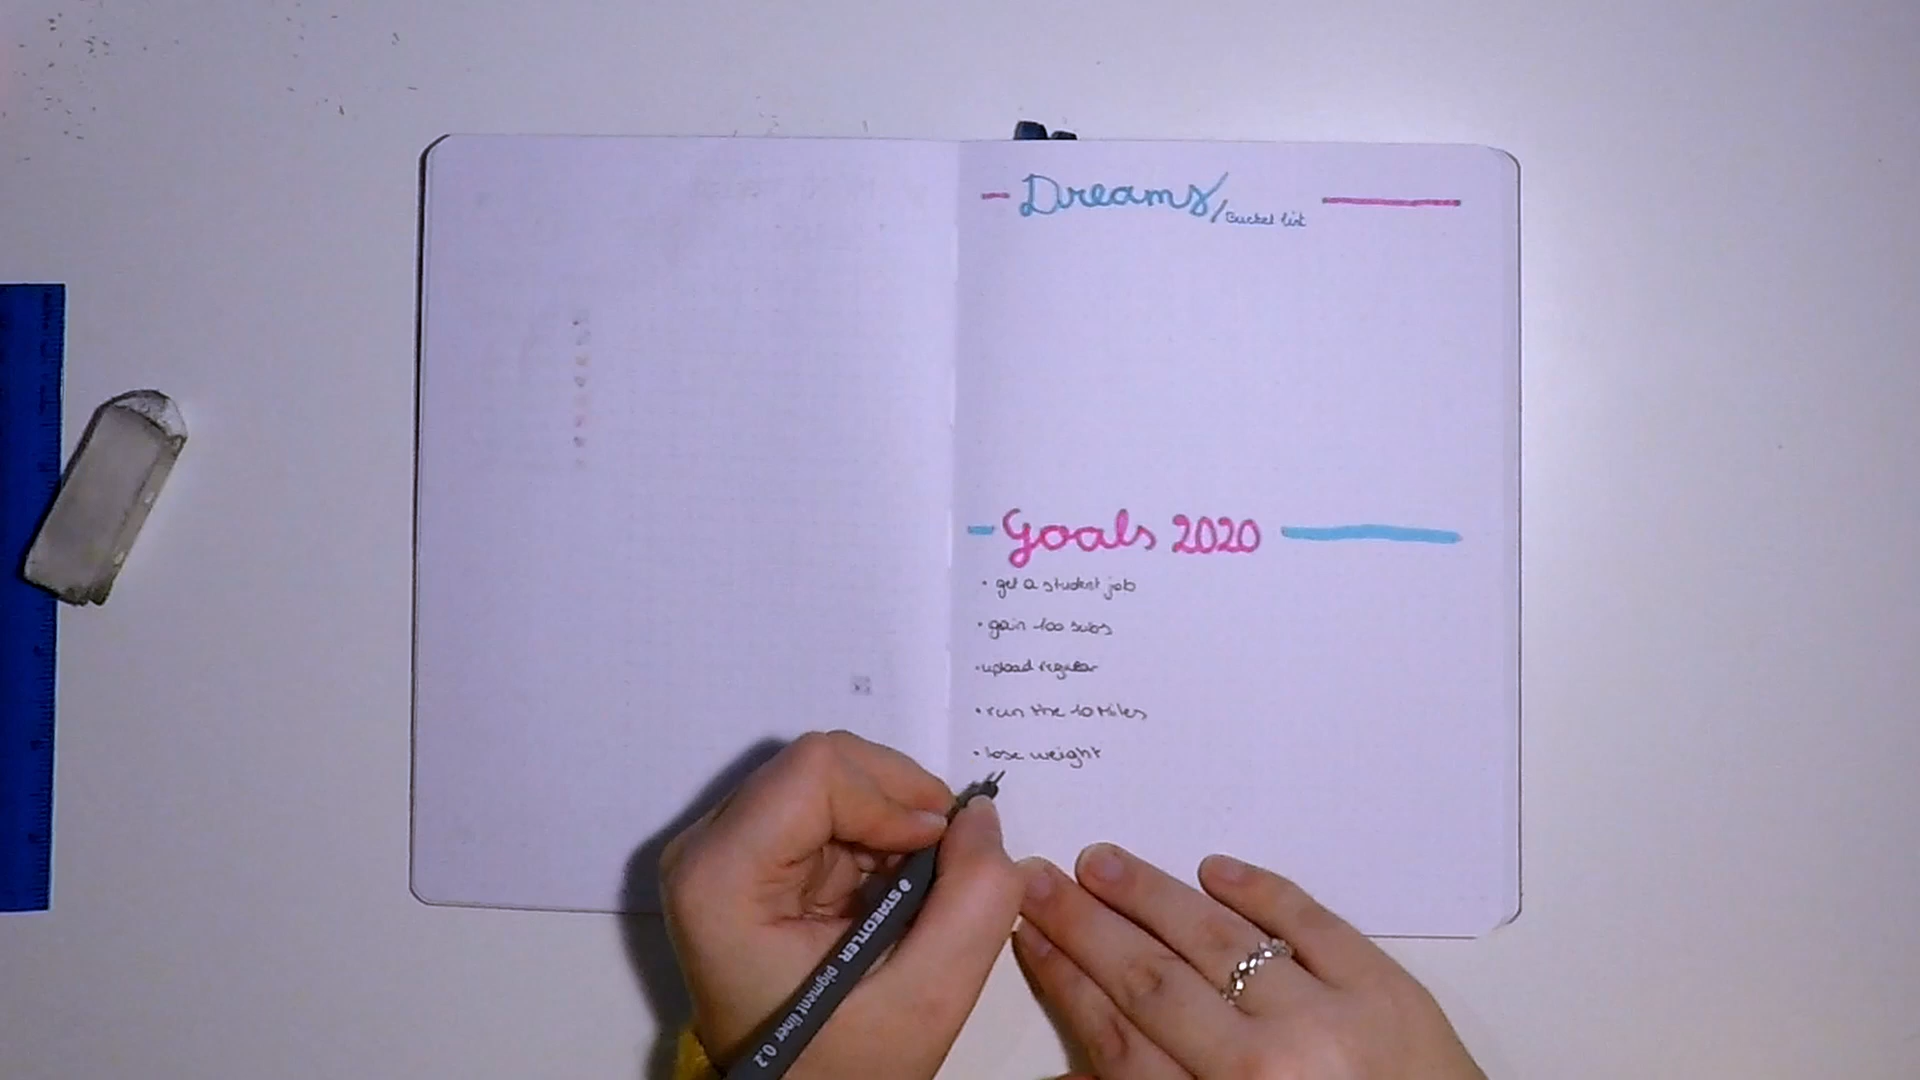 Dreams/Bucket list
Goals 2020
• get a student job
• gain 100 subs
• upload regular
• run the 10 Miles
• lose weight
STAEDTLER pigment liner 0.2